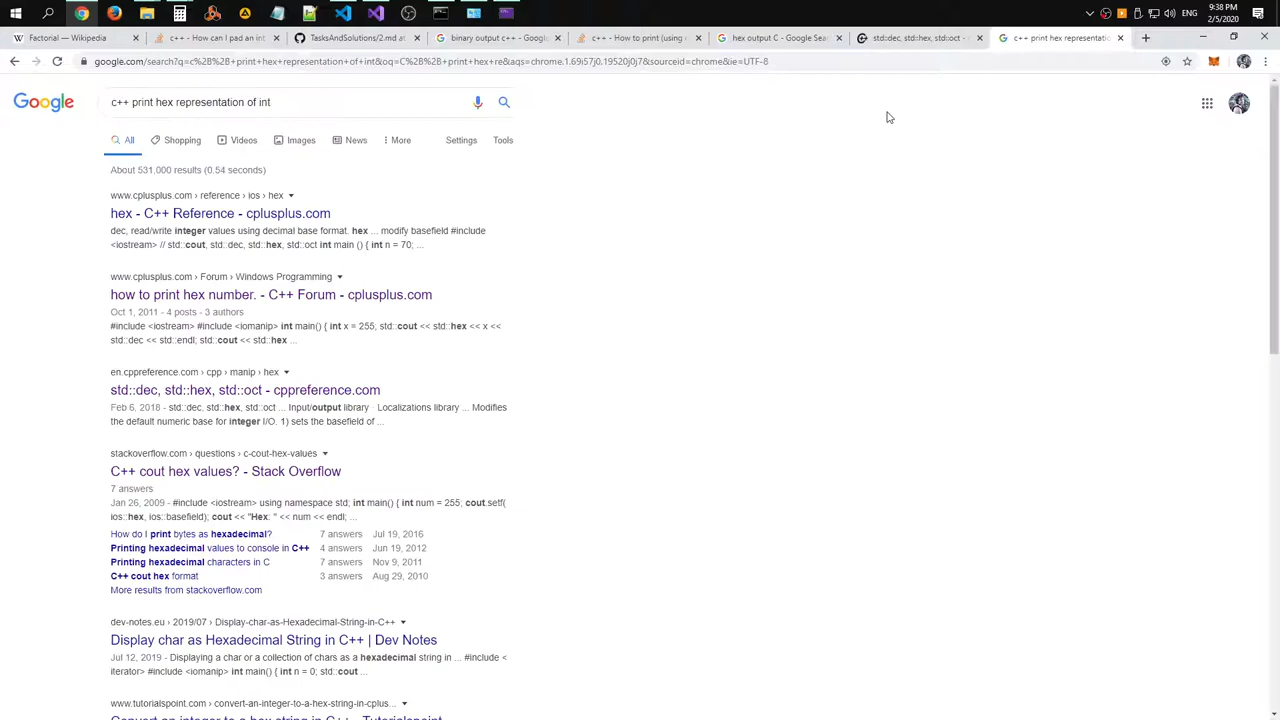 9:38 PM
ENG
2/5/2020
Factorial — Wikipedia
c++ - How can I pad an int
TasksAndSolutions/2.md at
binary output c++ - Google
c++ - How to print (using
hex output C - Google Sea
std::dec, std::hex, std::oct -
c++ print hex representatio
google.com/search?q=c%2B%2B+print+hex+representation+of+int&oq=C%2B%2B+print+hex+re&aqs=chrome.1.69i57j0.19520j0j7&sourceid=chrome&ie=UTF-8
Google
c++ print hex representation of int
All Shopping Videos Images News More Settings Tools
About 531,000 results (0.54 seconds)
www.cplusplus.com › reference › ios › hex
hex - C++ Reference - cplusplus.com
dec, read/write integer values using decimal base format. hex ... modify basefield #include
<iostream> // std::cout, std::dec, std::hex, std::oct int main () { int n = 70; ...
www.cplusplus.com › Forum › Windows Programming
how to print hex number. - C++ Forum - cplusplus.com
Oct 1, 2011 - 4 posts - 3 authors
#include <iostream> #include <iomanip> int main() { int x = 255; std::cout << std::hex << x <<
std::dec << std::endl; std::cout << std::hex ...
en.cppreference.com › cpp › manip › hex
std::dec, std::hex, std::oct - cppreference.com
Feb 6, 2018 - std::dec, std::hex, std::oct ... Input/output library · Localizations library ... Modifies
the default numeric base for integer I/O. 1) sets the basefield of ...
stackoverflow.com › questions › c-cout-hex-values
C++ cout hex values? - Stack Overflow
7 answers
Jan 26, 2009 - #include <iostream> using namespace std; int main() { int num = 255; cout.setf(
ios::hex, ios::basefield); cout << "Hex: " << num << endl; ...
How do I print bytes as hexadecimal? 7 answers Jul 19, 2016
Printing hexadecimal values to console in C++ 4 answers Jun 19, 2012
Printing hexadecimal characters in C 7 answers Nov 9, 2011
C++ cout hex format 3 answers Aug 29, 2010
More results from stackoverflow.com
dev-notes.eu › 2019/07 › Display-char-as-Hexadecimal-String-in-C++
Display char as Hexadecimal String in C++ | Dev Notes
Jul 12, 2019 - Displaying a char or a collection of chars as a hexadecimal string in ... #include <
iterator> #include <iomanip> int main() { int n = 0; std::cout ...
www.tutorialspoint.com › convert-an-integer-to-a-hex-string-in-cplus...
Convert an integer to a hex string in C++ - Tutorialspoint